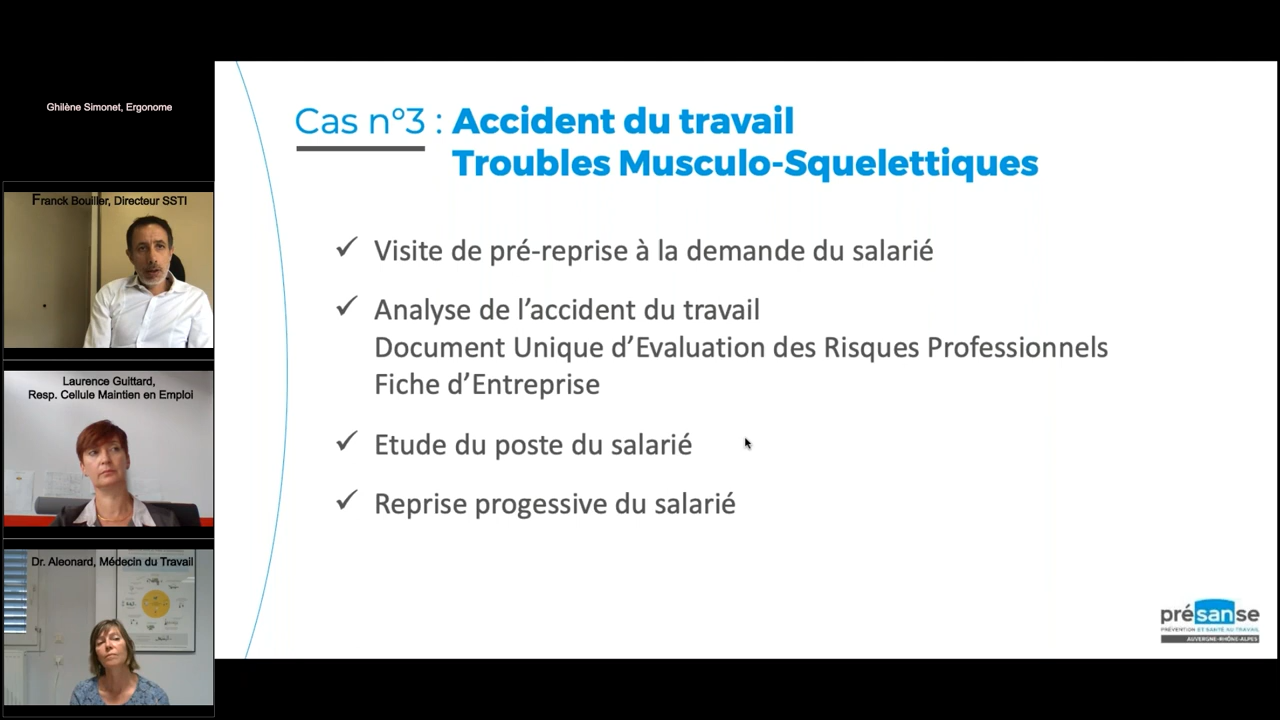 Ghilène Simonet, Ergonome
Franck Bouiller, Directeur SSTI
Laurence Guittard,
Resp. Cellule Maintien en Emploi
Dr. Aleonard, Médecin du Travail
Cas n°3 : Accident du travail
Troubles Musculo-Squelettiques
✓ Visite de pré-reprise à la demande du salarié
✓ Analyse de l'accident du travail
Document Unique d'Evaluation des Risques Professionnels
Fiche d'Entreprise
✓ Etude du poste du salarié
✓ Reprise progessive du salarié
présanse
PRÉVENTION ET SANTÉ AU TRAVAIL
AUVERGNE-RHÔNE-ALPES